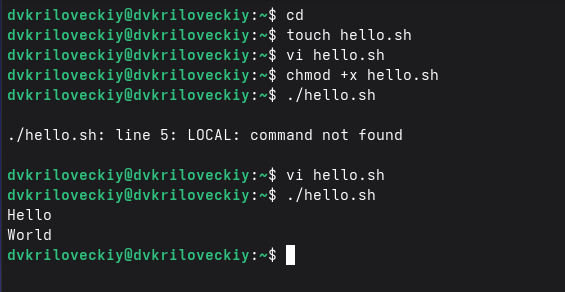 dvkriloveckiy@dvkriloveckiy:~$ cd
dvkriloveckiy@dvkriloveckiy:~$ touch hello.sh
dvkriloveckiy@dvkriloveckiy:~$ vi hello.sh
dvkriloveckiy@dvkriloveckiy:~$ chmod +x hello.sh
dvkriloveckiy@dvkriloveckiy:~$ ./hello.sh
./hello.sh: line 5: LOCAL: command not found
dvkriloveckiy@dvkriloveckiy:~$ vi hello.sh
dvkriloveckiy@dvkriloveckiy:~$ ./hello.sh
Hello
World
dvkriloveckiy@dvkriloveckiy:~$